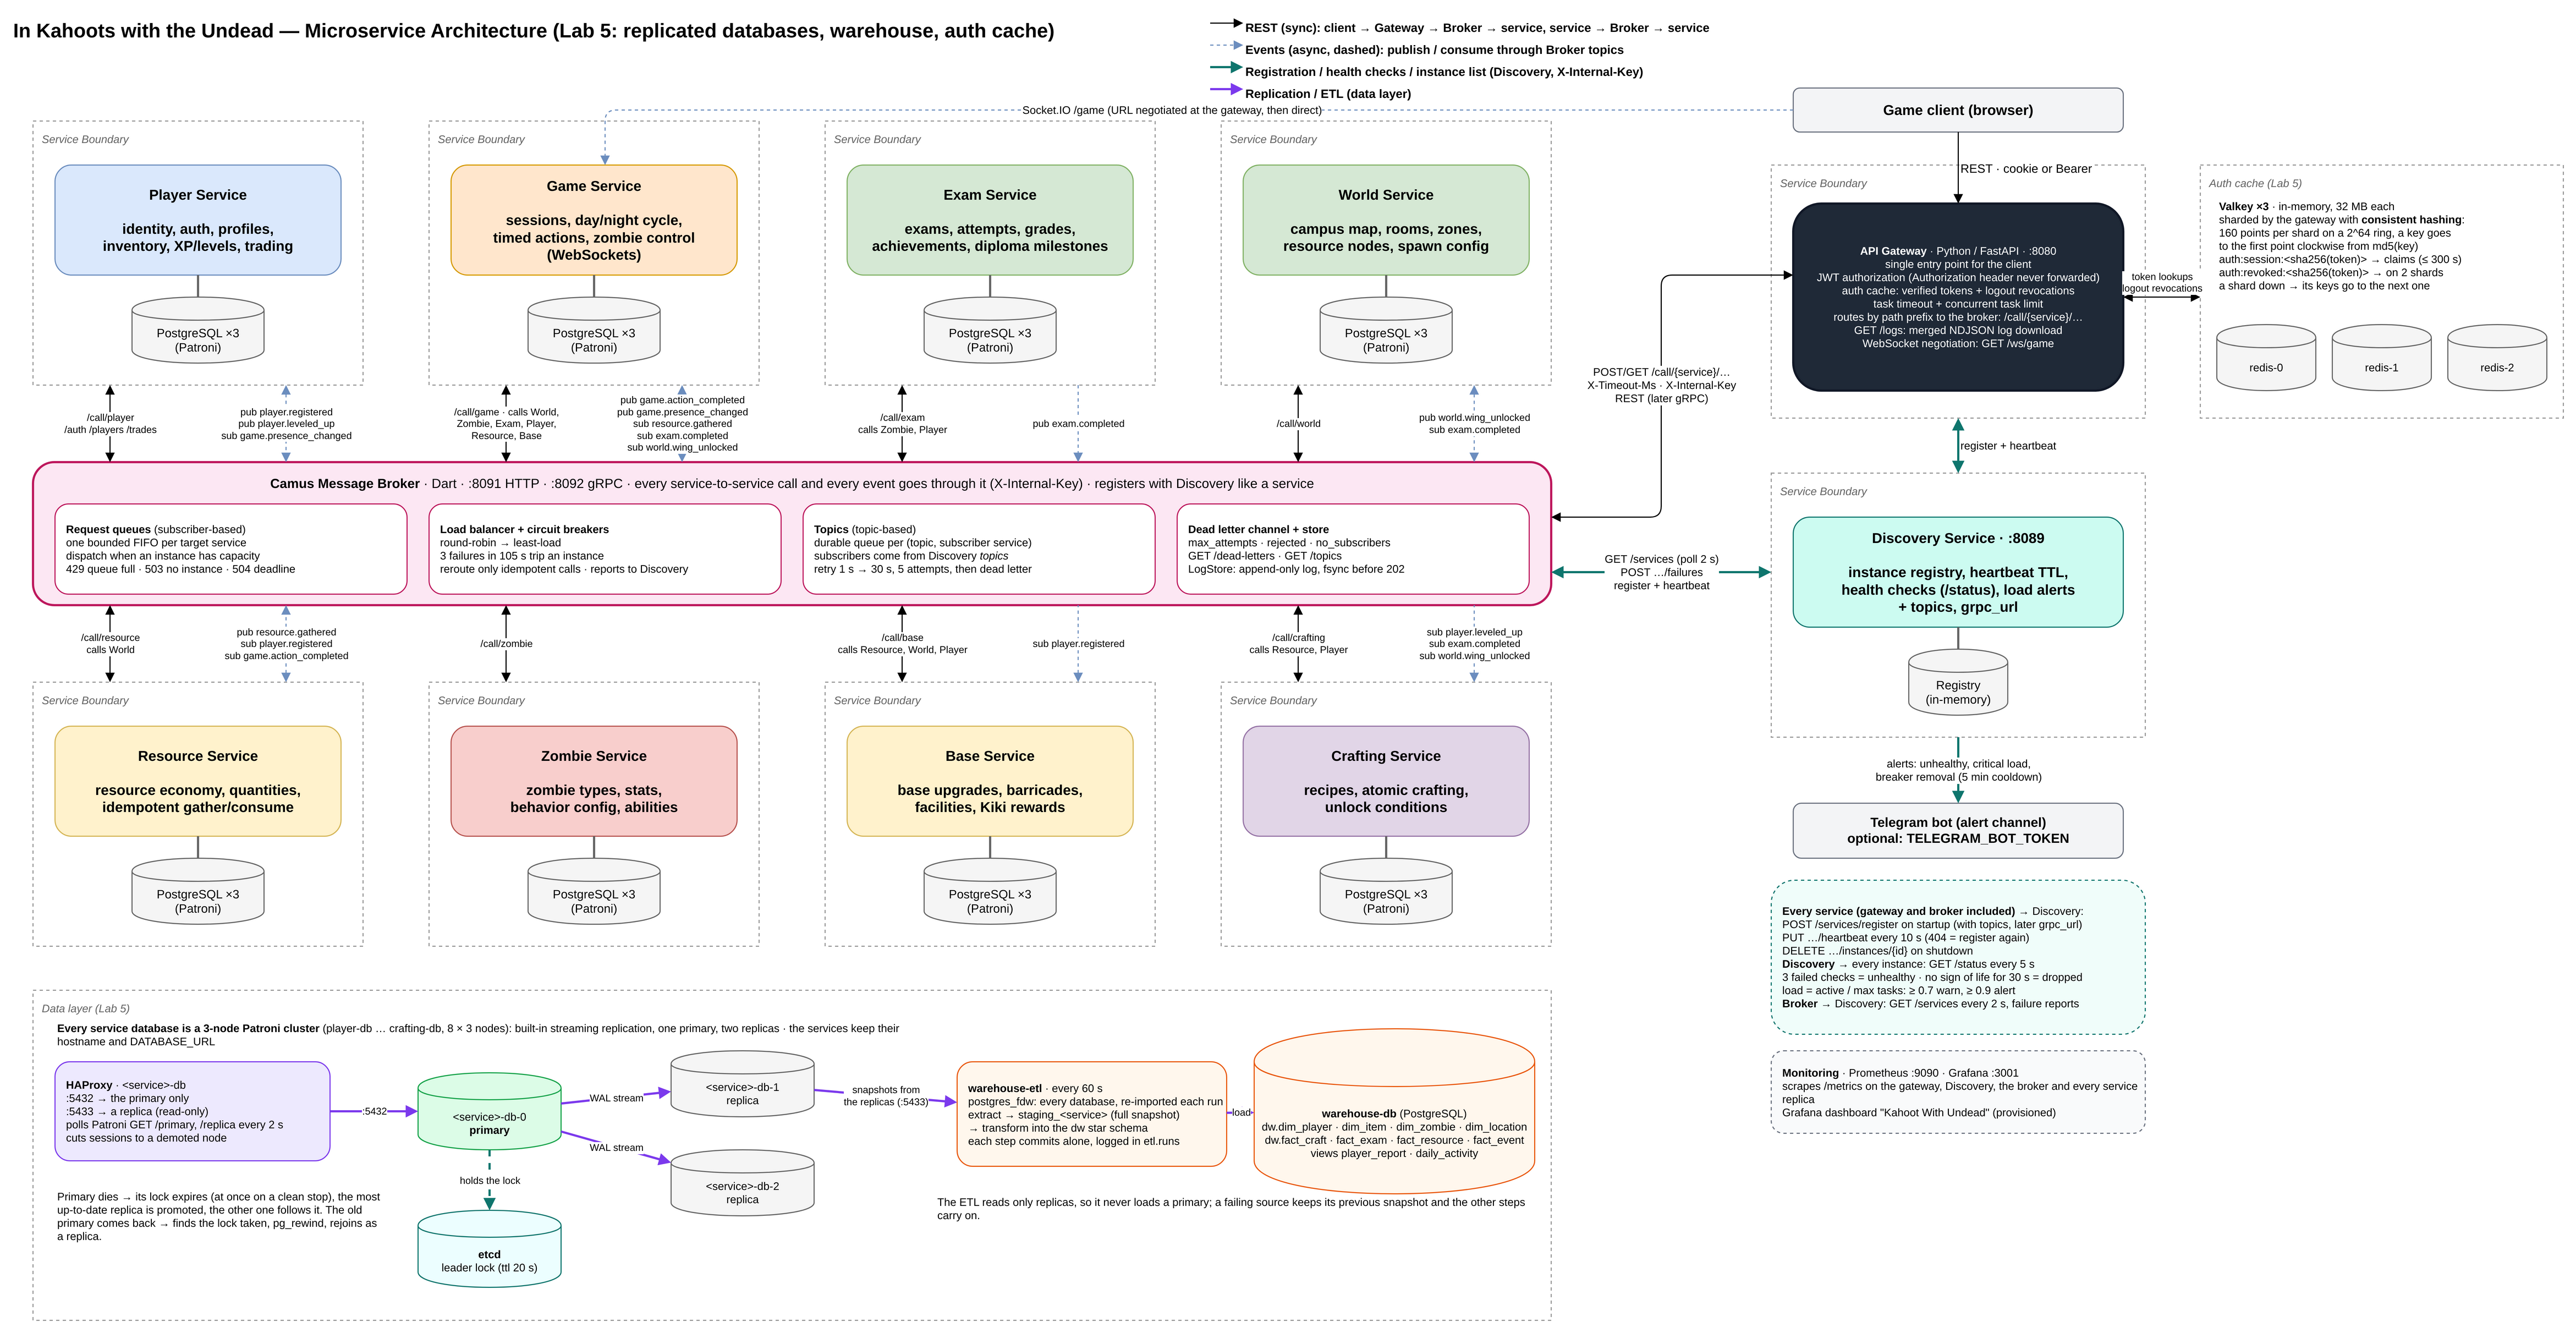 In Kahoots with the Undead — Microservice Architecture (Lab 5: replicated databases, warehouse, auth cache)
REST (sync): client → Gateway → Broker → service, service → Broker → service
Events (async, dashed): publish / consume through Broker topics
Registration / health checks / instance list (Discovery, X-Internal-Key)
Replication / ETL (data layer)
Socket.IO /game (URL negotiated at the gateway, then direct)
Game client (browser)
REST · cookie or Bearer
Service Boundary
Player Service
identity, auth, profiles,
inventory, XP/levels, trading
PostgreSQL ×3
(Patroni)
Service Boundary
Game Service
sessions, day/night cycle,
timed actions, zombie control
(WebSockets)
PostgreSQL ×3
(Patroni)
Service Boundary
Exam Service
exams, attempts, grades,
achievements, diploma milestones
PostgreSQL ×3
(Patroni)
Service Boundary
World Service
campus map, rooms, zones,
resource nodes, spawn config
PostgreSQL ×3
(Patroni)
Service Boundary
API Gateway · Python / FastAPI · :8080
single entry point for the client
JWT authorization (Authorization header never forwarded)
auth cache: verified tokens + logout revocations
task timeout + concurrent task limit
routes by path prefix to the broker: /call/{service}/…
GET /logs: merged NDJSON log download
WebSocket negotiation: GET /ws/game
token lookups
logout revocations
Auth cache (Lab 5)
Valkey ×3 · in-memory, 32 MB each
sharded by the gateway with consistent hashing:
160 points per shard on a 2^64 ring, a key goes
to the first point clockwise from md5(key)
auth:session:<sha256(token)> → claims (≤ 300 s)
auth:revoked:<sha256(token)> → on 2 shards
a shard down → its keys go to the next one
redis-0
redis-1
redis-2
/call/player
/auth /players /trades
pub player.registered
pub player.leveled_up
sub game.presence_changed
/call/game · calls World,
Zombie, Exam, Player,
Resource, Base
pub game.action_completed
pub game.presence_changed
sub resource.gathered
sub exam.completed
sub world.wing_unlocked
/call/exam
calls Zombie, Player
pub exam.completed
/call/world
pub world.wing_unlocked
sub exam.completed
POST/GET /call/{service}/…
X-Timeout-Ms · X-Internal-Key
REST (later gRPC)
register + heartbeat
Camus Message Broker · Dart · :8091 HTTP · :8092 gRPC · every service-to-service call and every event goes through it (X-Internal-Key) · registers with Discovery like a service
Request queues (subscriber-based)
one bounded FIFO per target service
dispatch when an instance has capacity
429 queue full · 503 no instance · 504 deadline
Load balancer + circuit breakers
round-robin → least-load
3 failures in 105 s trip an instance
reroute only idempotent calls · reports to Discovery
Topics (topic-based)
durable queue per (topic, subscriber service)
subscribers come from Discovery topics
retry 1 s → 30 s, 5 attempts, then dead letter
Dead letter channel + store
max_attempts · rejected · no_subscribers
GET /dead-letters · GET /topics
LogStore: append-only log, fsync before 202
GET /services (poll 2 s)
POST …/failures
register + heartbeat
Service Boundary
Discovery Service · :8089
instance registry, heartbeat TTL,
health checks (/status), load alerts
+ topics, grpc_url
Registry
(in-memory)
/call/resource
calls World
pub resource.gathered
sub player.registered
sub game.action_completed
/call/zombie
/call/base
calls Resource, World, Player
sub player.registered
/call/crafting
calls Resource, Player
sub player.leveled_up
sub exam.completed
sub world.wing_unlocked
Service Boundary
Resource Service
resource economy, quantities,
idempotent gather/consume
PostgreSQL ×3
(Patroni)
Service Boundary
Zombie Service
zombie types, stats,
behavior config, abilities
PostgreSQL ×3
(Patroni)
Service Boundary
Base Service
base upgrades, barricades,
facilities, Kiki rewards
PostgreSQL ×3
(Patroni)
Service Boundary
Crafting Service
recipes, atomic crafting,
unlock conditions
PostgreSQL ×3
(Patroni)
alerts: unhealthy, critical load,
breaker removal (5 min cooldown)
Telegram bot (alert channel)
optional: TELEGRAM_BOT_TOKEN
Every service (gateway and broker included) → Discovery:
POST /services/register on startup (with topics, later grpc_url)
PUT …/heartbeat every 10 s (404 = register again)
DELETE …/instances/{id} on shutdown
Discovery → every instance: GET /status every 5 s
3 failed checks = unhealthy · no sign of life for 30 s = dropped
load = active / max tasks: ≥ 0.7 warn, ≥ 0.9 alert
Broker → Discovery: GET /services every 2 s, failure reports
Monitoring · Prometheus :9090 · Grafana :3001
scrapes /metrics on the gateway, Discovery, the broker and every service
replica
Grafana dashboard "Kahoot With Undead" (provisioned)
Data layer (Lab 5)
Every service database is a 3-node Patroni cluster (player-db … crafting-db, 8 × 3 nodes): built-in streaming replication, one primary, two replicas · the services keep their
hostname and DATABASE_URL
HAProxy · <service>-db
:5432 → the primary only
:5433 → a replica (read-only)
polls Patroni GET /primary, /replica every 2 s
cuts sessions to a demoted node
:5432
<service>-db-0
primary
WAL stream
WAL stream
<service>-db-1
replica
<service>-db-2
replica
holds the lock
etcd
leader lock (ttl 20 s)
Primary dies → its lock expires (at once on a clean stop), the most
up-to-date replica is promoted, the other one follows it. The old
primary comes back → finds the lock taken, pg_rewind, rejoins as
a replica.
snapshots from
the replicas (:5433)
warehouse-etl · every 60 s
postgres_fdw: every database, re-imported each run
extract → staging_<service> (full snapshot)
→ transform into the dw star schema
each step commits alone, logged in etl.runs
load
warehouse-db (PostgreSQL)
dw.dim_player · dim_item · dim_zombie · dim_location
dw.fact_craft · fact_exam · fact_resource · fact_event
views player_report · daily_activity
The ETL reads only replicas, so it never loads a primary; a failing source keeps its previous snapshot and the other steps
carry on.